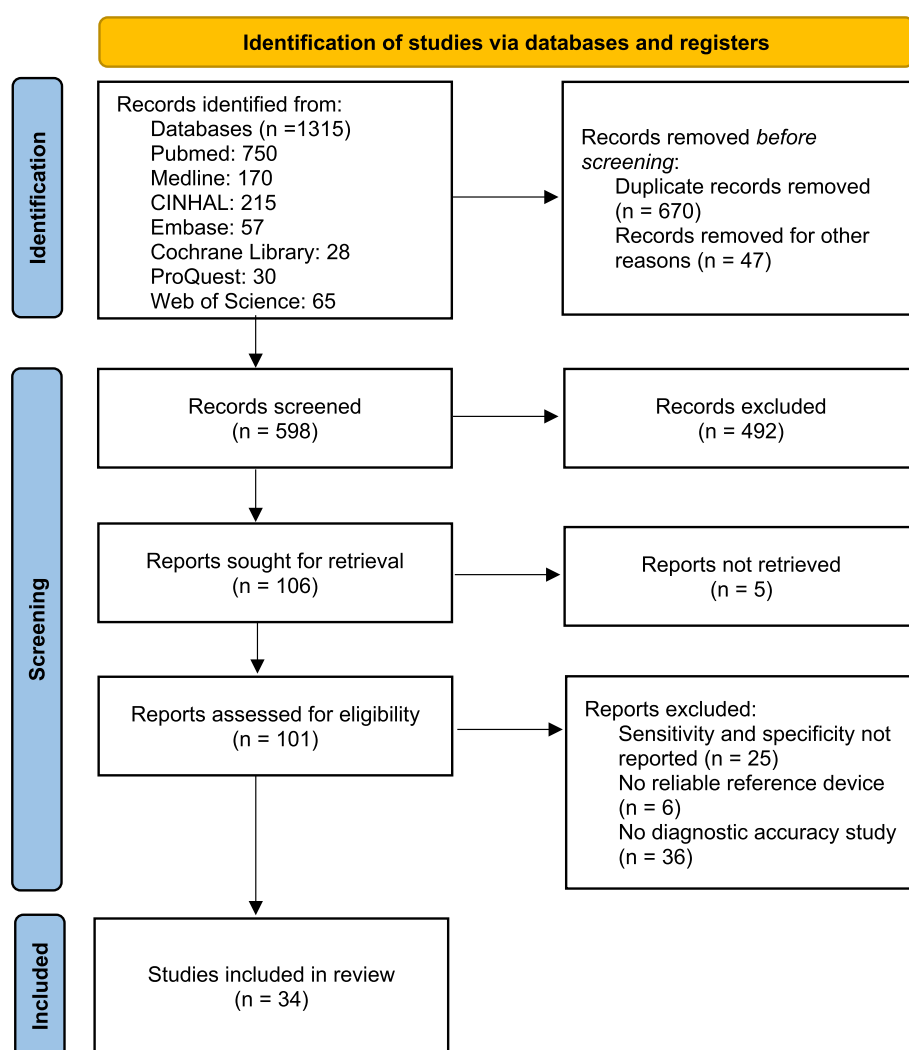 Identification of studies via databases and registers
Identification
Records identified from:
Databases (n =1315)
Pubmed: 750
Medline: 170
CINHAL: 215
Embase: 57
Cochrane Library: 28
ProQuest: 30
Web of Science: 65
Records removed before
screening:
Duplicate records removed
(n = 670)
Records removed for other
reasons (n = 47)
Screening
Records screened
(n = 598)
Records excluded
(n = 492)
Reports sought for retrieval
(n = 106)
Reports not retrieved
(n = 5)
Reports assessed for eligibility
(n = 101)
Reports excluded:
Sensitivity and specificity not
reported (n = 25)
No reliable reference device
(n = 6)
No diagnostic accuracy study
(n = 36)
Included
Studies included in review
(n = 34)